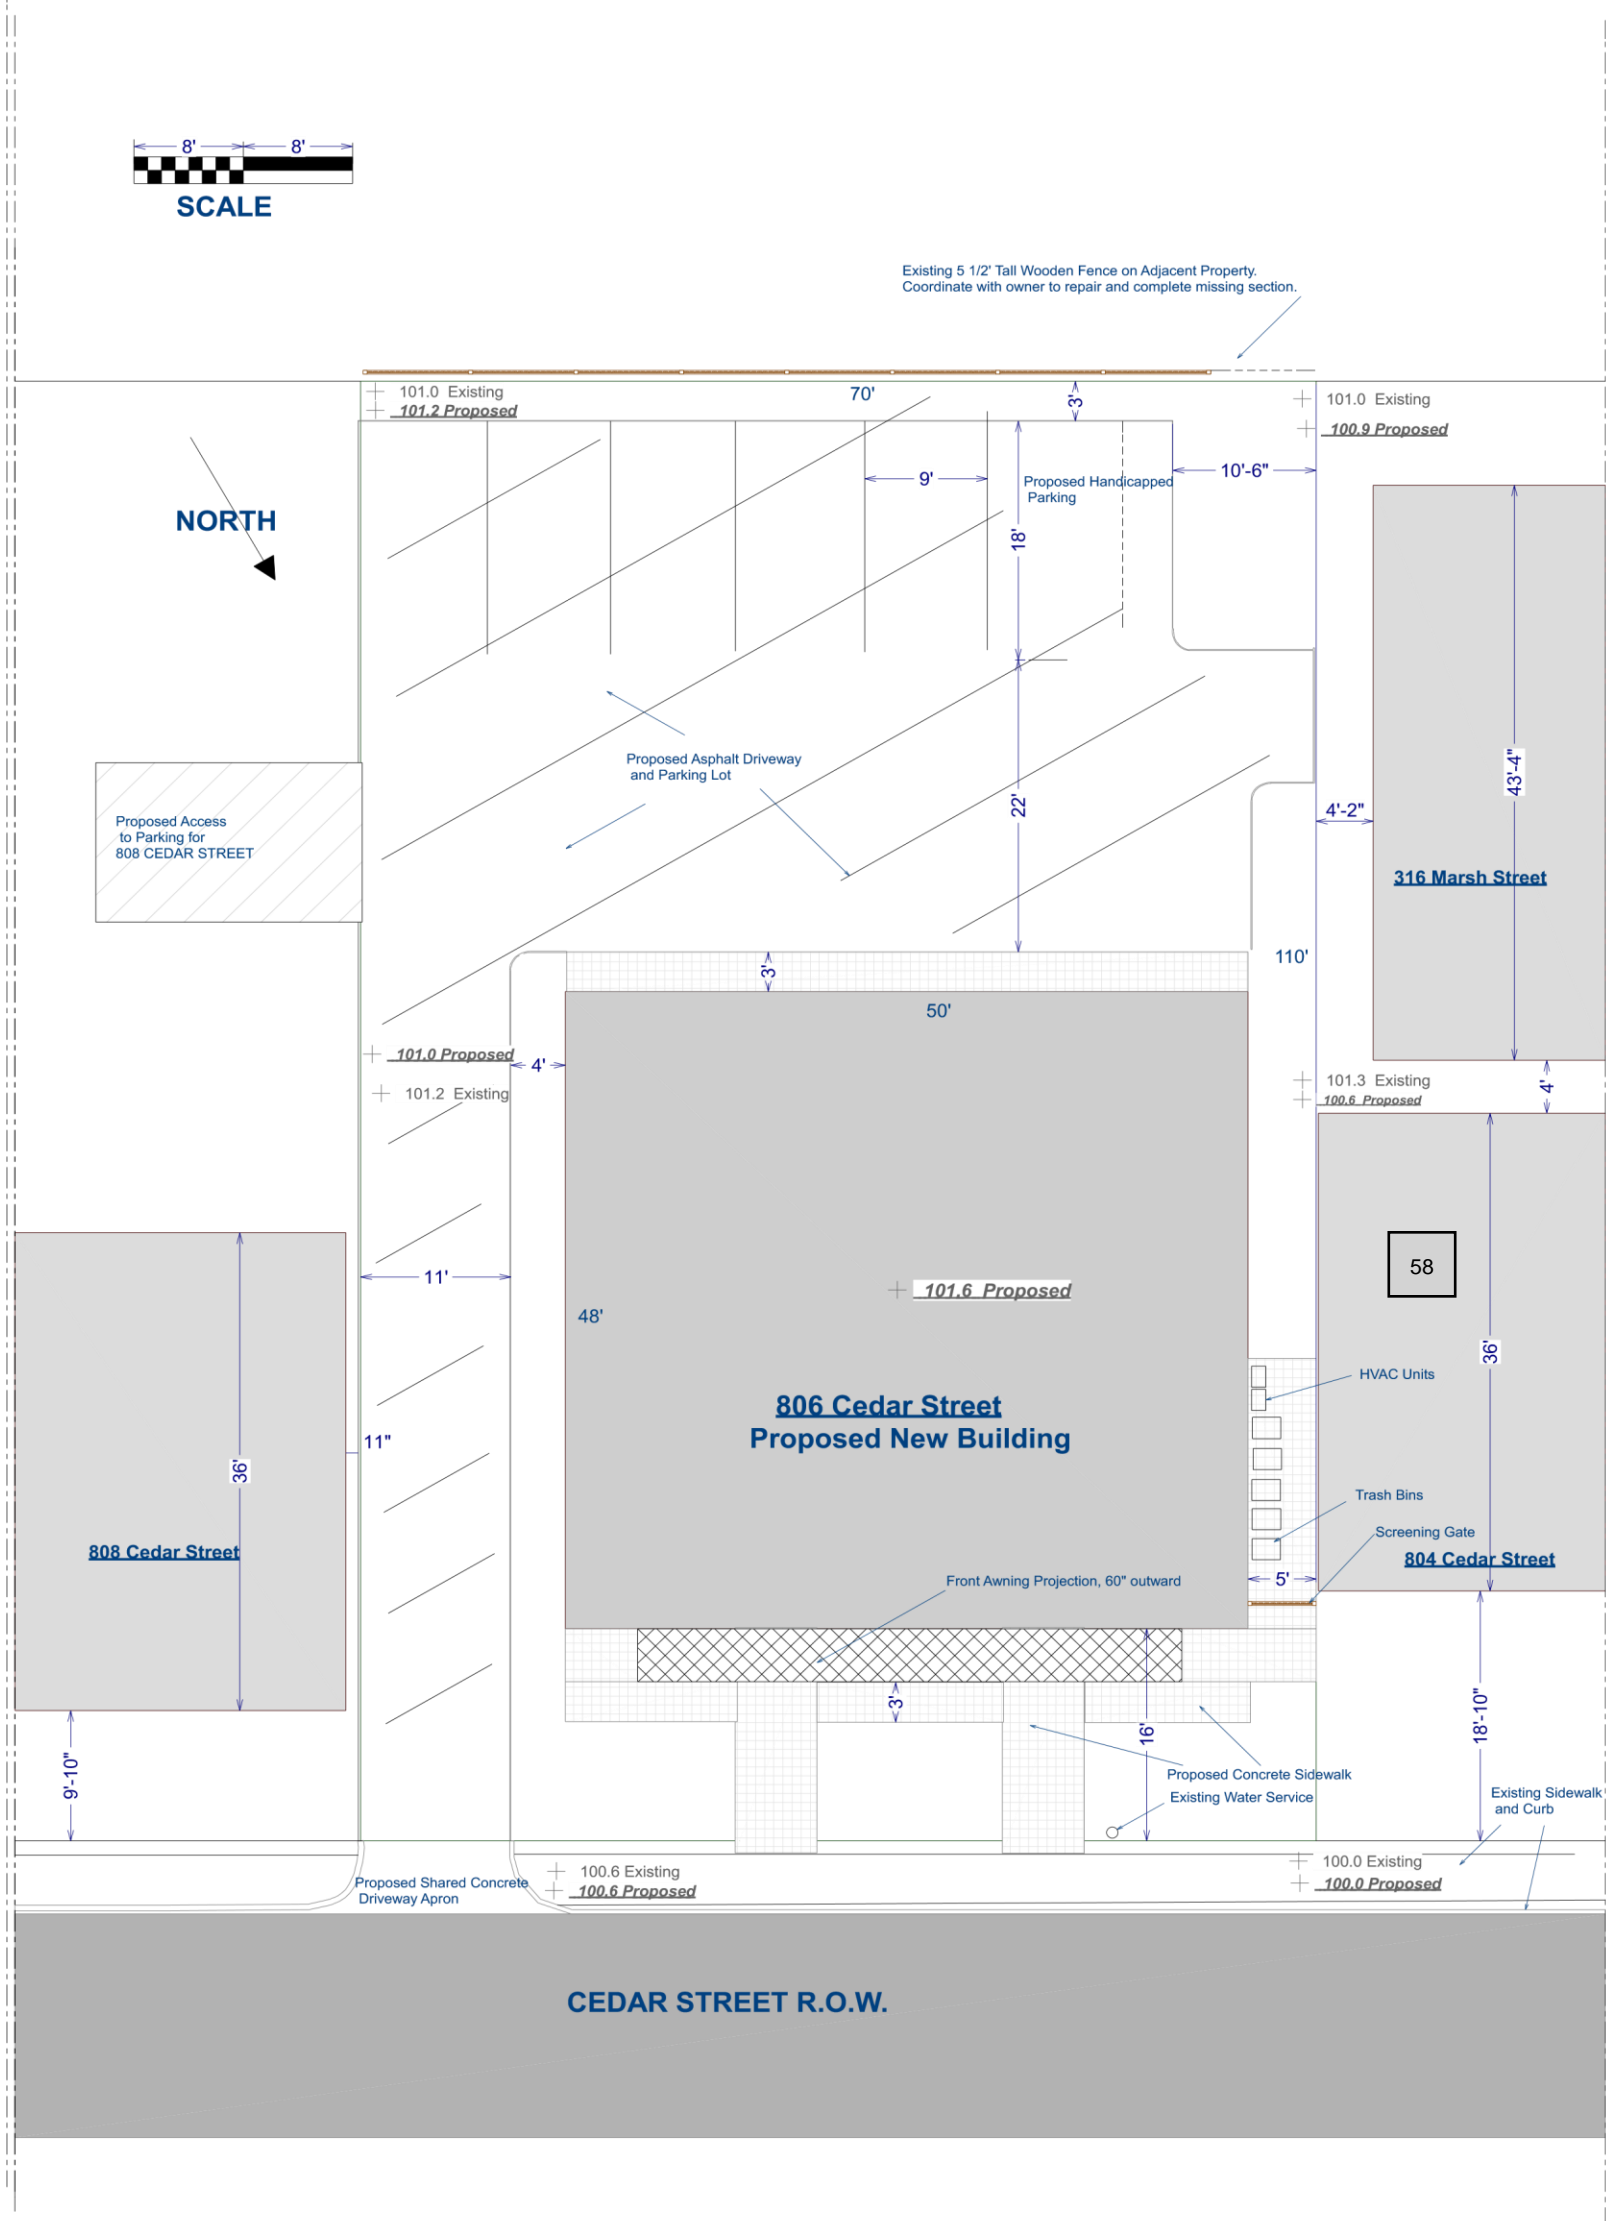 8' 8'
SCALE
Existing 5 1/2' Tall Wooden Fence on Adjacent Property.
Coordinate with owner to repair and complete missing section.
101.0 Existing
101.2 Proposed
70'
3'
101.0 Existing
100.9 Proposed
10'-6"
9'
Proposed Handicapped
Parking
18'
NORTH
Proposed Asphalt Driveway
and Parking Lot
43'-4"
22'
4'-2"
Proposed Access
to Parking for
808 CEDAR STREET
316 Marsh Street
110'
3'
50'
101.0 Proposed
4'
101.2 Existing
101.3 Existing
100.6 Proposed
4'
58
11'
101.6 Proposed
48'
36'
HVAC Units
806 Cedar Street
Proposed New Building
11"
36'
Trash Bins
Screening Gate
808 Cedar Street
804 Cedar Street
Front Awning Projection, 60" outward
5'
3'
16'
18'-10"
9'-10"
Proposed Concrete Sidewalk
Existing Water Service
Existing Sidewalk
and Curb
100.6 Existing
100.6 Proposed
100.0 Existing
100.0 Proposed
Proposed Shared Concrete
Driveway Apron
CEDAR STREET R.O.W.